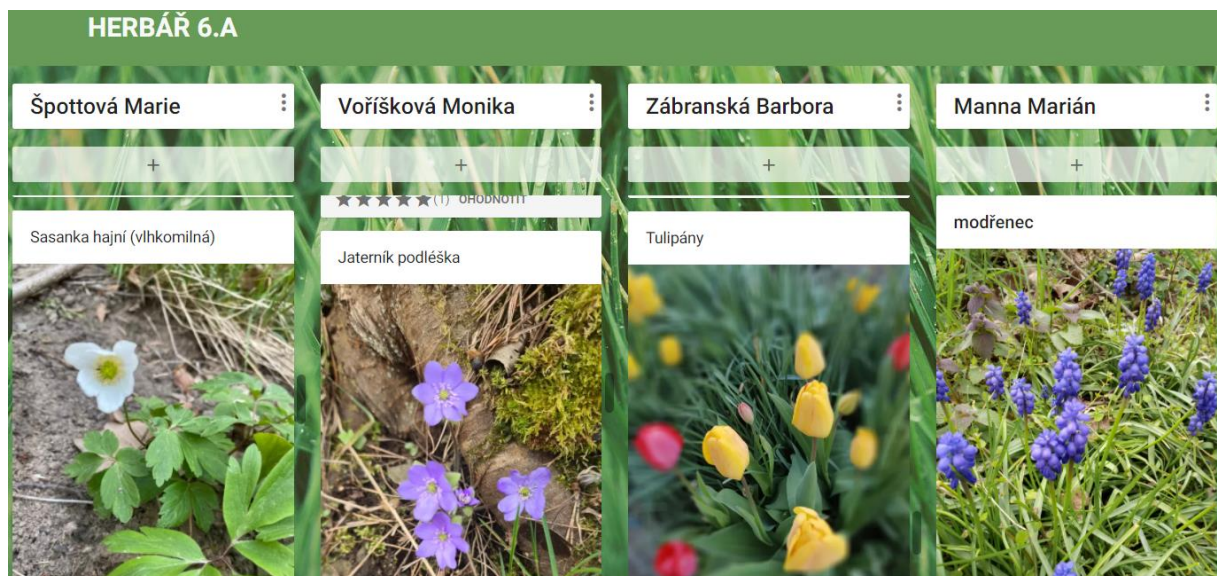 HERBÁŘ 6.A
Špottová Marie
+
Sasanka hajní (vlhkomilná)
Voříšková Monika
+
(1) OHODNOTIT
Jaterník podléška
Zábranská Barbora
+
Tulipány
Manna Marián
+
modřenec